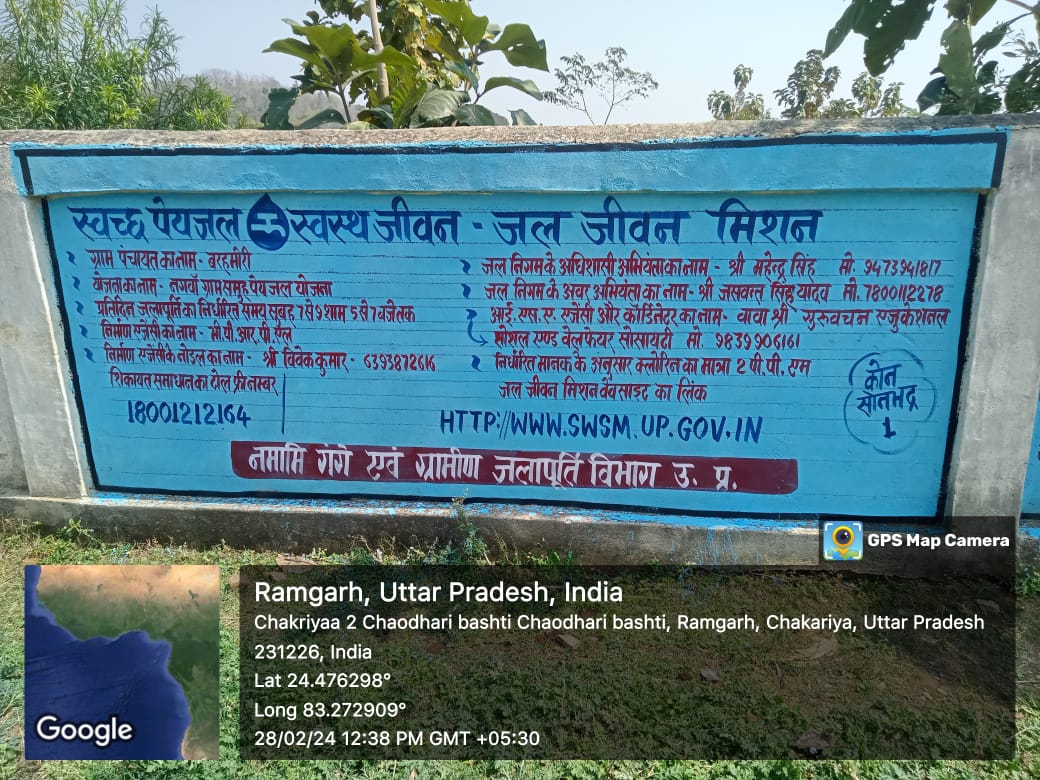 स्वच्छ पेयजल स्वस्थ जीवन - जल जीवन मिशन
ग्राम पंचायत का नाम - बरहमोरी
योजना का नाम - नगवॉ ग्राम समुह पेय जल योजना
प्रतिदिन जलापूर्ति का निर्धारित समय सुबह 7 से 9 शाम 5 से 7 बजे तक
निर्माण एजेंसी का नाम - जी.वी.आर.पी.एल
निर्माण एजेंसी के नोडल का नाम - श्री विवेक कुमार - 6393872616
शिकायत समाधान का टोल फ्री नम्बर
18001212164
जल निगम के अधिशासी अभियंता का नाम - श्री महेन्द्र सिंह मो. 9473941817
जल निगम के अवर अभियंता का नाम - श्री जसवन्त सिंह यादव मो. 7800112278
आई.एस.ए. एजेंसी और कोर्डिनेटर का नाम - वावा श्री गुरुवचन एजुकेशनल
सोशल एण्ड वेलफेयर सोसायटी मो. 9839906161
निर्धारित मानक के अनुसार क्लोरिन का मात्रा 2 पी.पी.एम
जल जीवन मिशन वेवसाइट का लिंक
HTTP://WWW.SWSM.UP.GOV.IN
कोन
सोनभद्र
1
नमामि गंगे एवं ग्रामीण जलापूर्ति विभाग उ. प्र.
GPS Map Camera
Ramgarh, Uttar Pradesh, India
Chakriyaa 2 Chaodhari bashti Chaodhari bashti, Ramgarh, Chakariya, Uttar Pradesh
231226, India
Lat 24.476298°
Long 83.272909°
28/02/24 12:38 PM GMT +05:30
Google